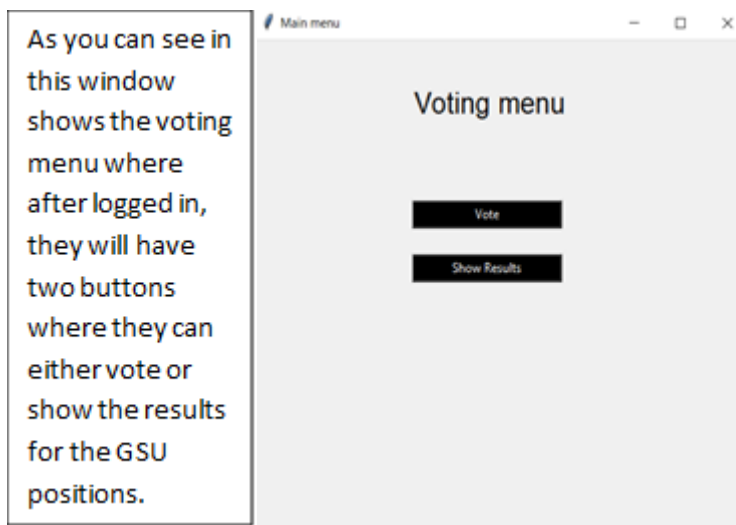 As you can see in
this window
shows the voting
menu where
after logged in,
they will have
two buttons
where they can
either vote or
show the results
for the GSU
positions.
Main menu
Voting menu
Vote
Show Results